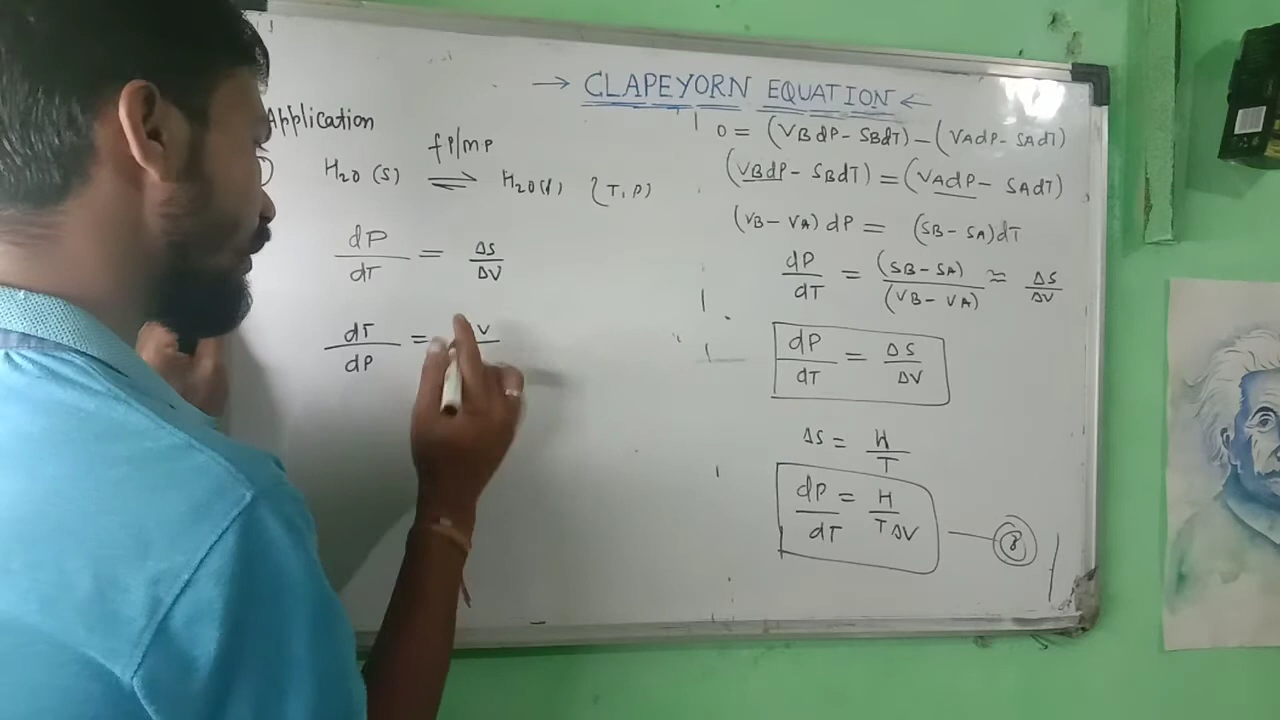 → CLAPEYORN EQUATION ←
Application
fP/mP
H₂O (s) ⇌ H₂O(l) (T, P)
dP/dT = ΔS/ΔV
dT/dP = V
0 = (VBdP - SBdT) - (VAdP - SAdT)
(VBdP - SBdT) = (VAdP - SAdT)
(VB - VA) dP = (SB - SA)dT
dP/dT = (SB - SA)/(VB - VA) ≈ ΔS/ΔV
dP/dT = ΔS/ΔV
ΔS = H/T
dP/dT = H/TΔV — 8